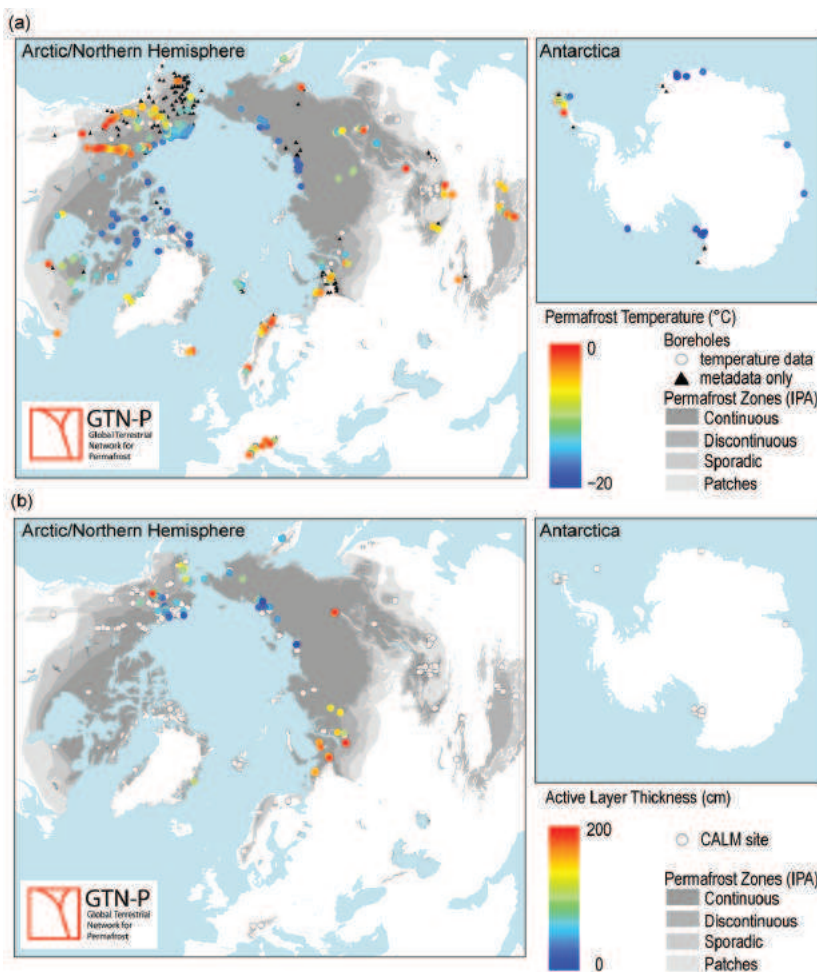 (a)
Arctic/Northern Hemisphere
Antarctica
Permafrost Temperature (°C)
0
−20
Boreholes
temperature data
metadata only
Permafrost Zones (IPA)
Continuous
Discontinuous
Sporadic
Patches
GTN-P
Global Terrestrial
Network for
Permafrost
(b)
Arctic/Northern Hemisphere
Antarctica
Active Layer Thickness (cm)
200
0
CALM site
Permafrost Zones (IPA)
Continuous
Discontinuous
Sporadic
Patches
GTN-P
Global Terrestrial
Network for
Permafrost